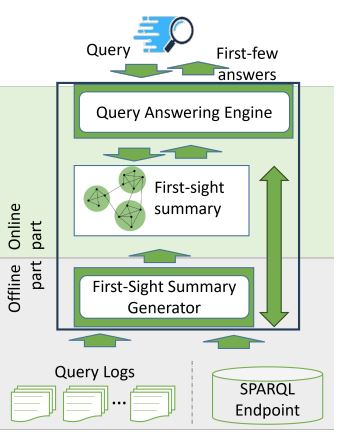 Query
First-few
answers
Query Answering Engine
First-sight
summary
Online
part
Offline
part
First-Sight Summary
Generator
Query Logs
...
SPARQL
Endpoint